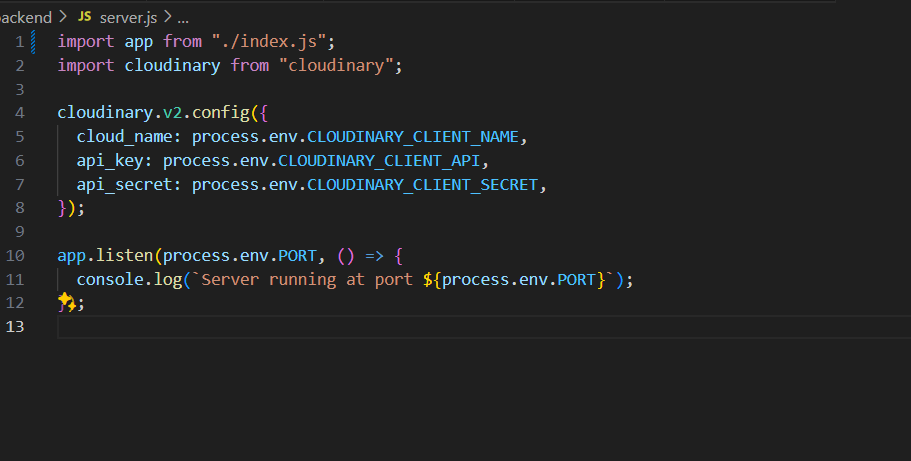 backend > JS server.js > ...
1 import app from "./index.js";
2 import cloudinary from "cloudinary";
3
4 cloudinary.v2.config({
5 cloud_name: process.env.CLOUDINARY_CLIENT_NAME,
6 api_key: process.env.CLOUDINARY_CLIENT_API,
7 api_secret: process.env.CLOUDINARY_CLIENT_SECRET,
8 });
9
10 app.listen(process.env.PORT, () => {
11 console.log(`Server running at port ${process.env.PORT}`);
12 });
13